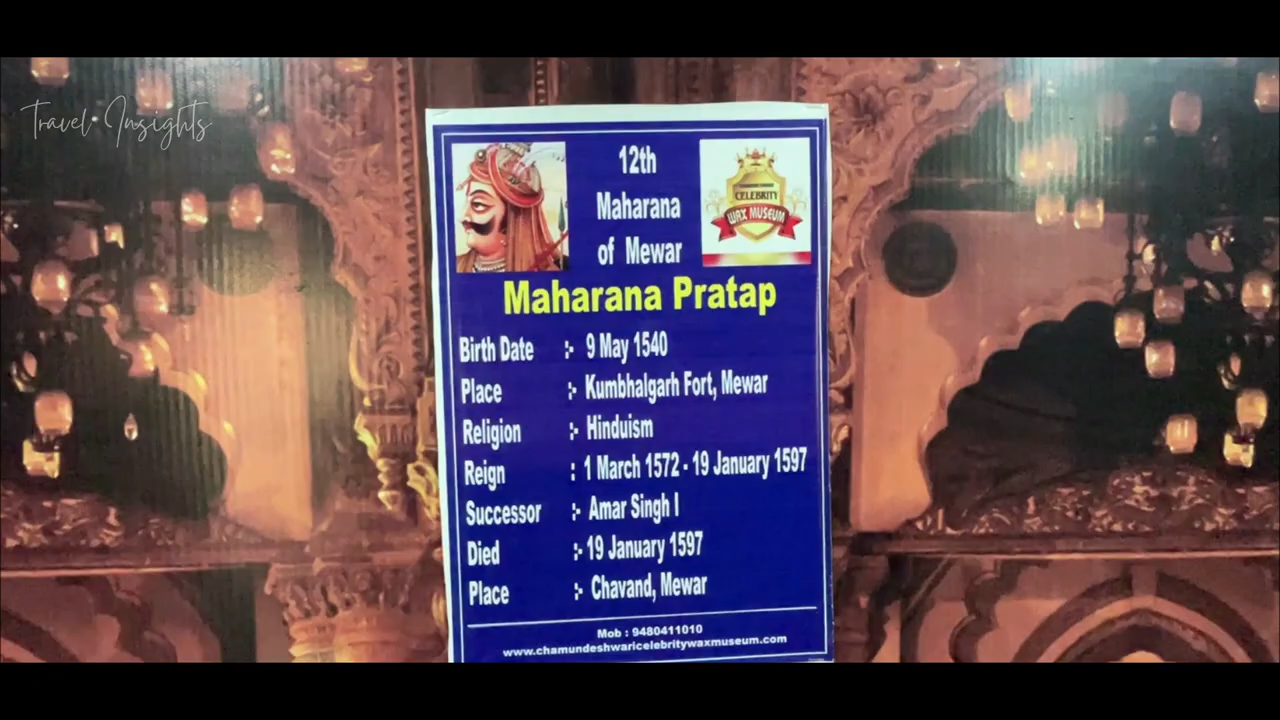 Travel Insights
12th
Maharana
of Mewar
CELEBRITY
WAX MUSEUM
Maharana Pratap
Birth Date :- 9 May 1540
Place :- Kumbhalgarh Fort, Mewar
Religion :- Hinduism
Reign : 1 March 1572 - 19 January 1597
Successor :- Amar Singh I
Died :- 19 January 1597
Place :- Chavand, Mewar
Mob : 9480411010
www.chamundeshwaricelebritywaxmuseum.com